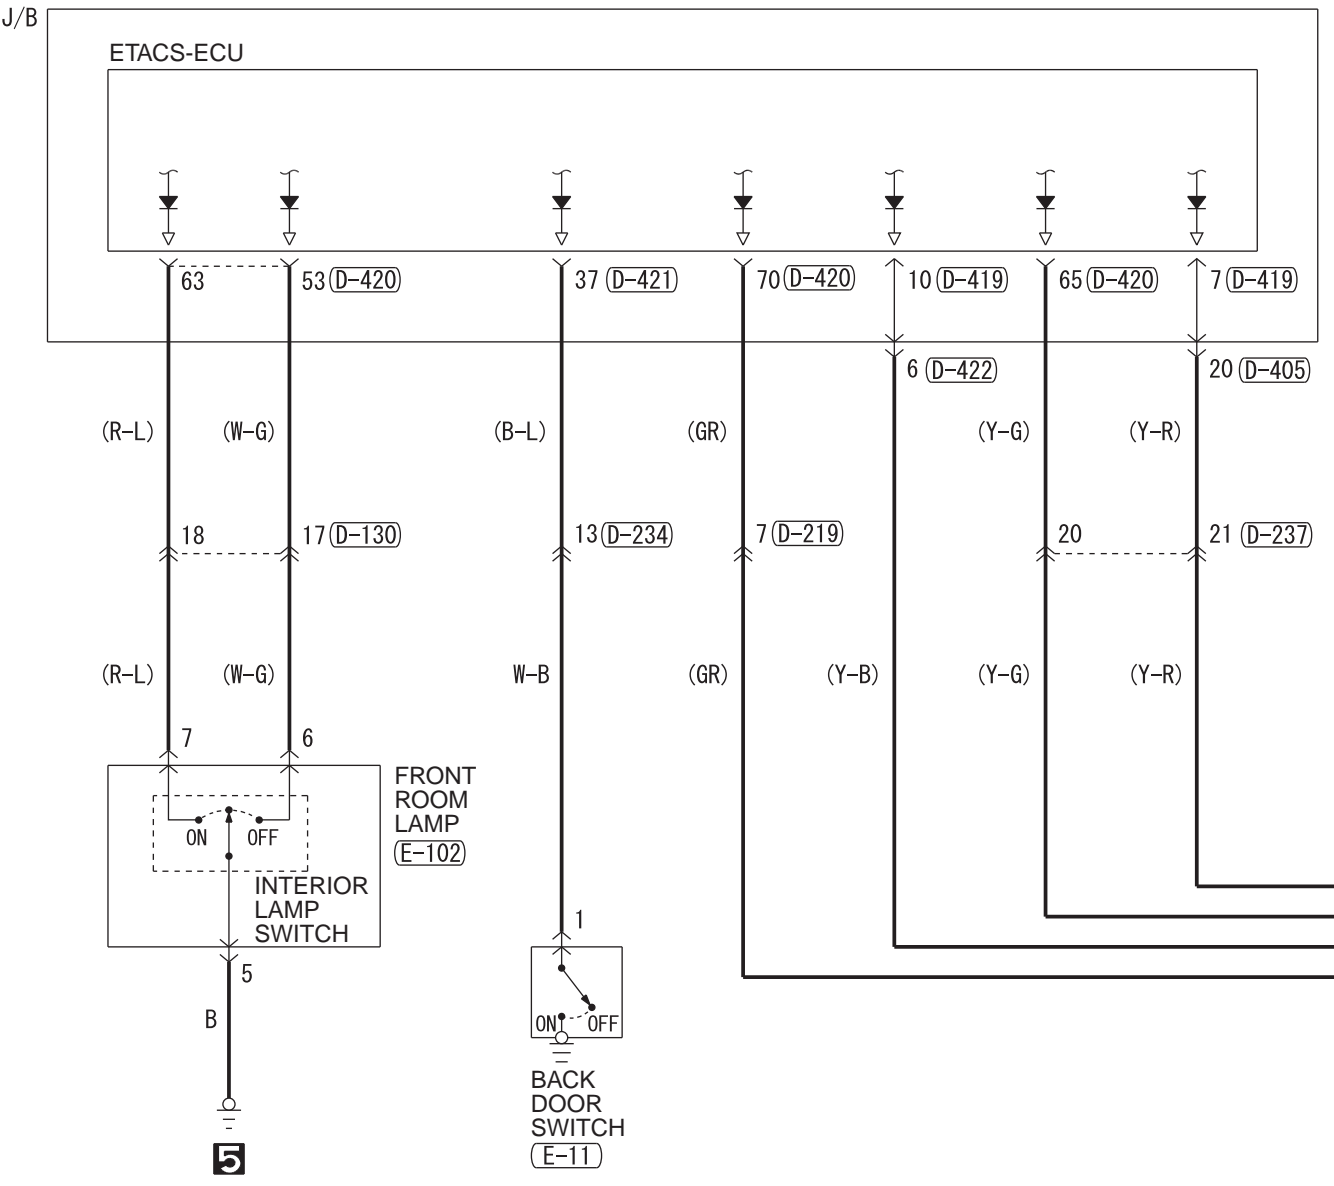 J/B
ETACS-ECU
63 53 (D-420) 37 (D-421) 70 (D-420) 10 (D-419) 65 (D-420) 7 (D-419)
6 (D-422) 20 (D-405)
(R-L) (W-G) (B-L) (GR) (Y-G) (Y-R)
18 17 (D-130) 13 (D-234) 7 (D-219) 20 21 (D-237)
(R-L) (W-G) W-B (GR) (Y-B) (Y-G) (Y-R)
7 6
FRONT
ROOM
LAMP
(E-102)
ON OFF
INTERIOR
LAMP
SWITCH
5
B
5
1
ON OFF
BACK
DOOR
SWITCH
(E-11)